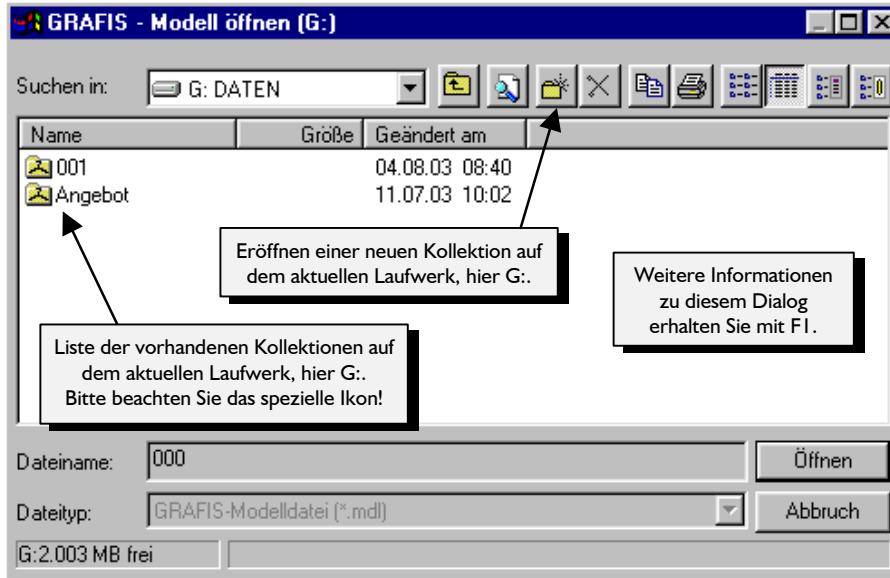 GRAFIS - Modell öffnen (G:)
Suchen in: G: DATEN
Name Größe Geändert am
001 04.08.03 08:40
Angebot 11.07.03 10:02
Eröffnen einer neuen Kollektion auf
dem aktuellen Laufwerk, hier G:.
Weitere Informationen
zu diesem Dialog
erhalten Sie mit F1.
Liste der vorhandenen Kollektionen auf
dem aktuellen Laufwerk, hier G:.
Bitte beachten Sie das spezielle Ikon!
Dateiname: 000 Öffnen
Dateityp: GRAFIS-Modelldatei (*.mdl) Abbruch
G:2.003 MB frei